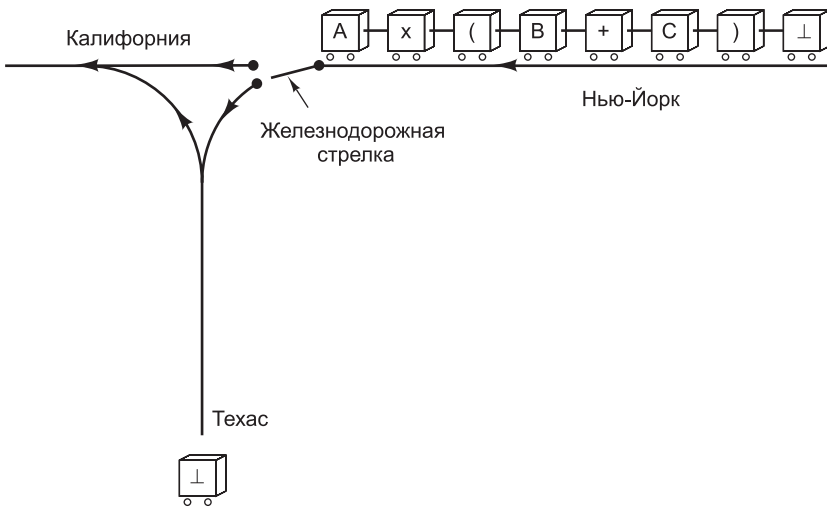 A x ( B + C ) ⊥
Калифорния
Нью-Йорк
Железнодорожная
стрелка
Техас
⊥